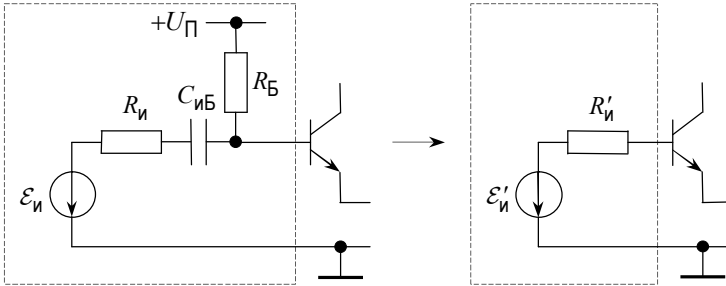 +U_П
R_Б
C_иБ
R_и
ℰ_и
R′_и
ℰ′_и